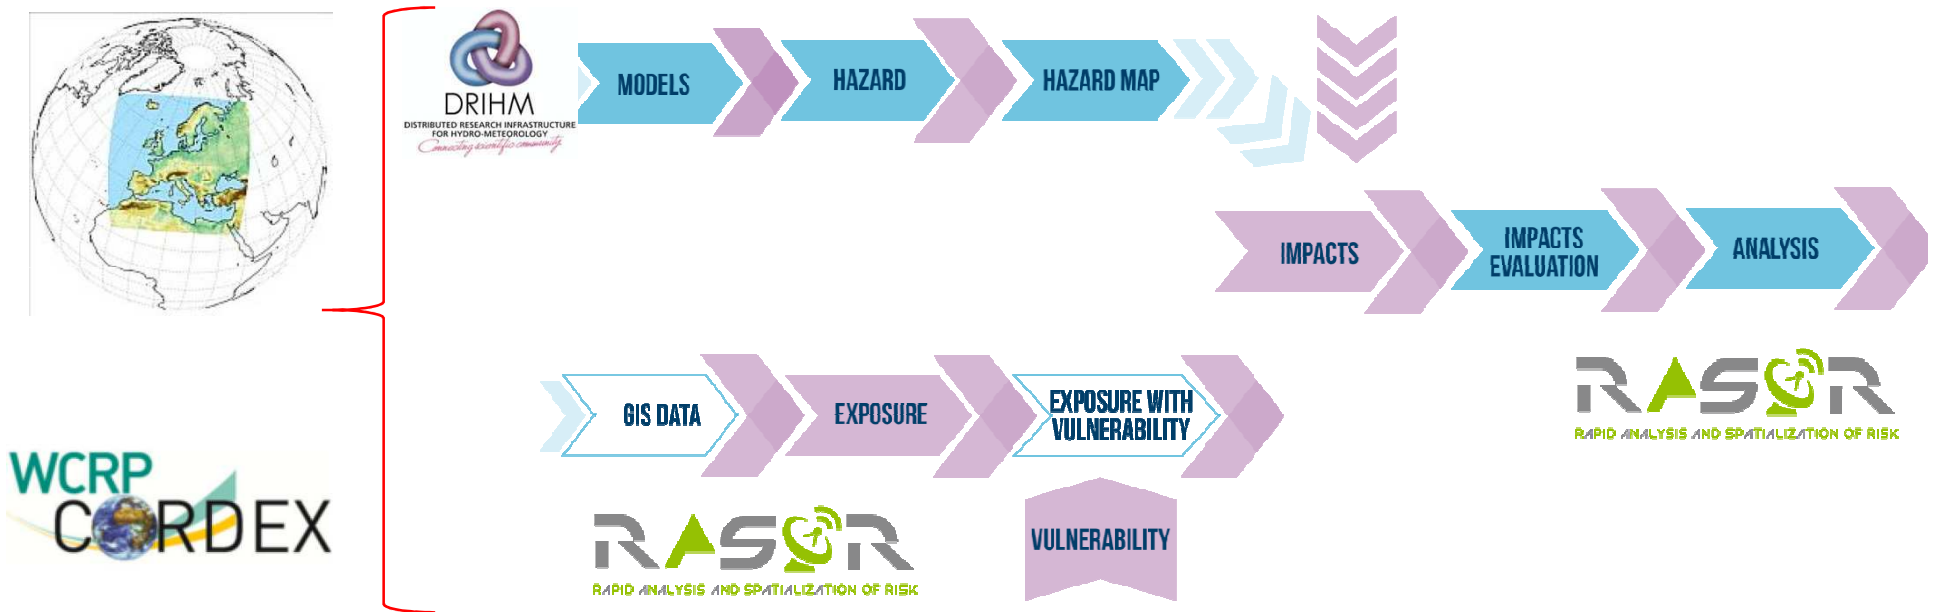 DRIHM
DISTRIBUTED RESEARCH INFRASTRUCTURE
FOR HYDRO-METEOROLOGY
Connecting scientific community
MODELS
HAZARD
HAZARD MAP
IMPACTS
IMPACTS
EVALUATION
ANALYSIS
GIS DATA
EXPOSURE
EXPOSURE WITH
VULNERABILITY
VULNERABILITY
RASOR
RAPID ANALYSIS AND SPATIALIZATION OF RISK
RASOR
RAPID ANALYSIS AND SPATIALIZATION OF RISK
WCRP
CORDEX